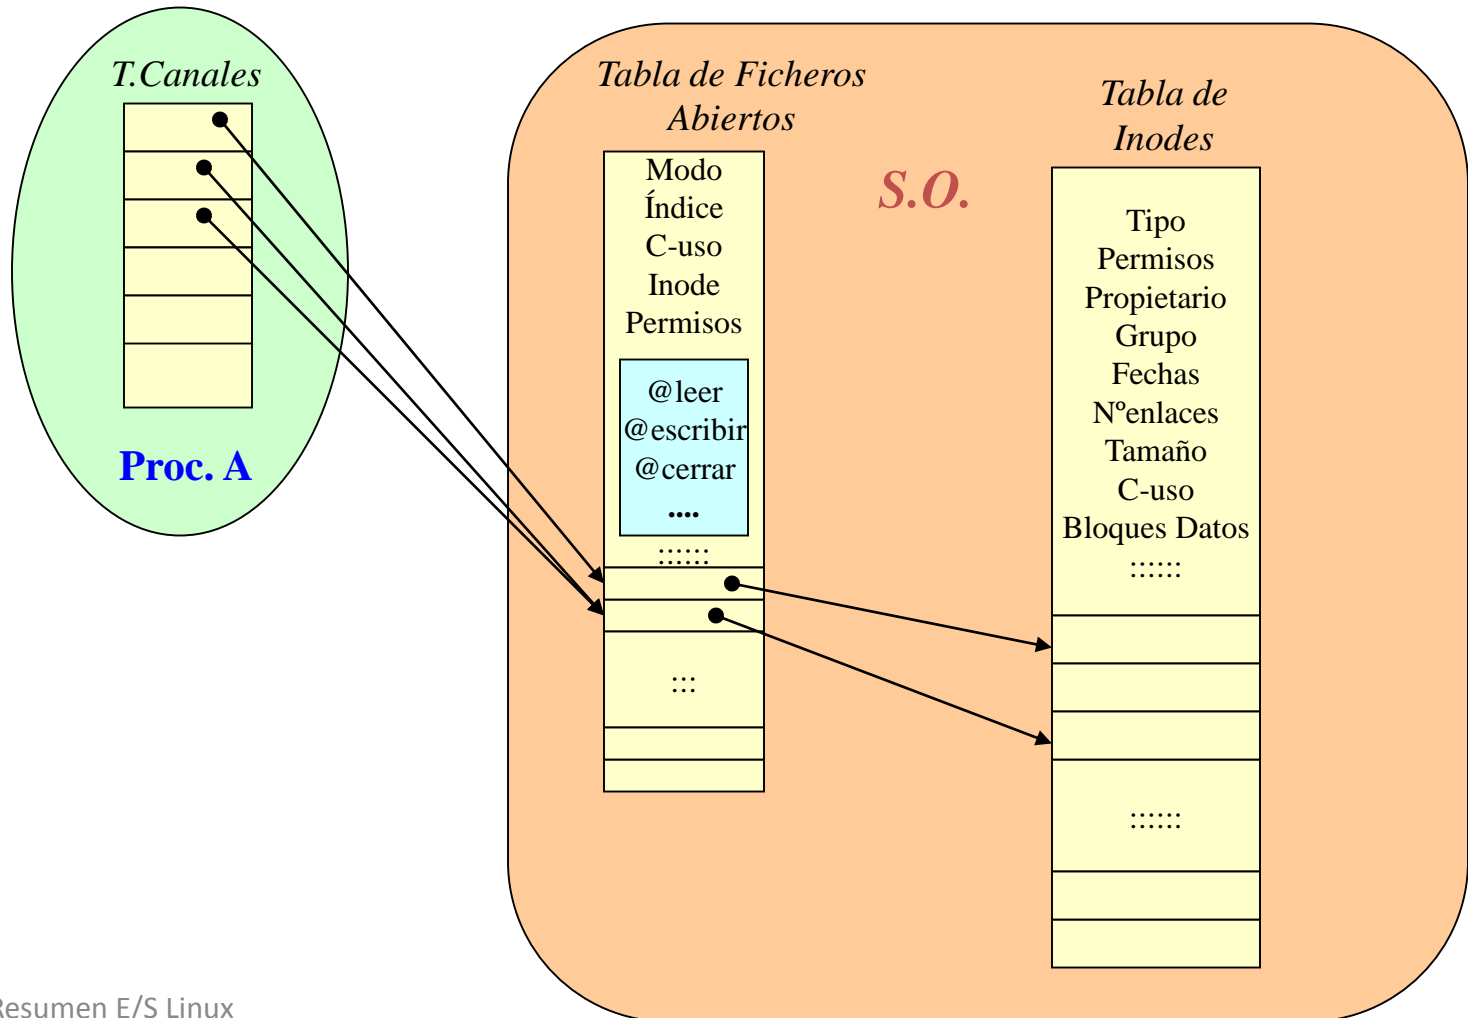 T.Canales
Proc. A
Tabla de Ficheros
Abiertos
Modo
Índice
C-uso
Inode
Permisos
@leer
@escribir
@cerrar
....
::::::
:::
S.O.
Tabla de
Inodes
Tipo
Permisos
Propietario
Grupo
Fechas
Nºenlaces
Tamaño
C-uso
Bloques Datos
::::::
::::::
Resumen E/S Linux